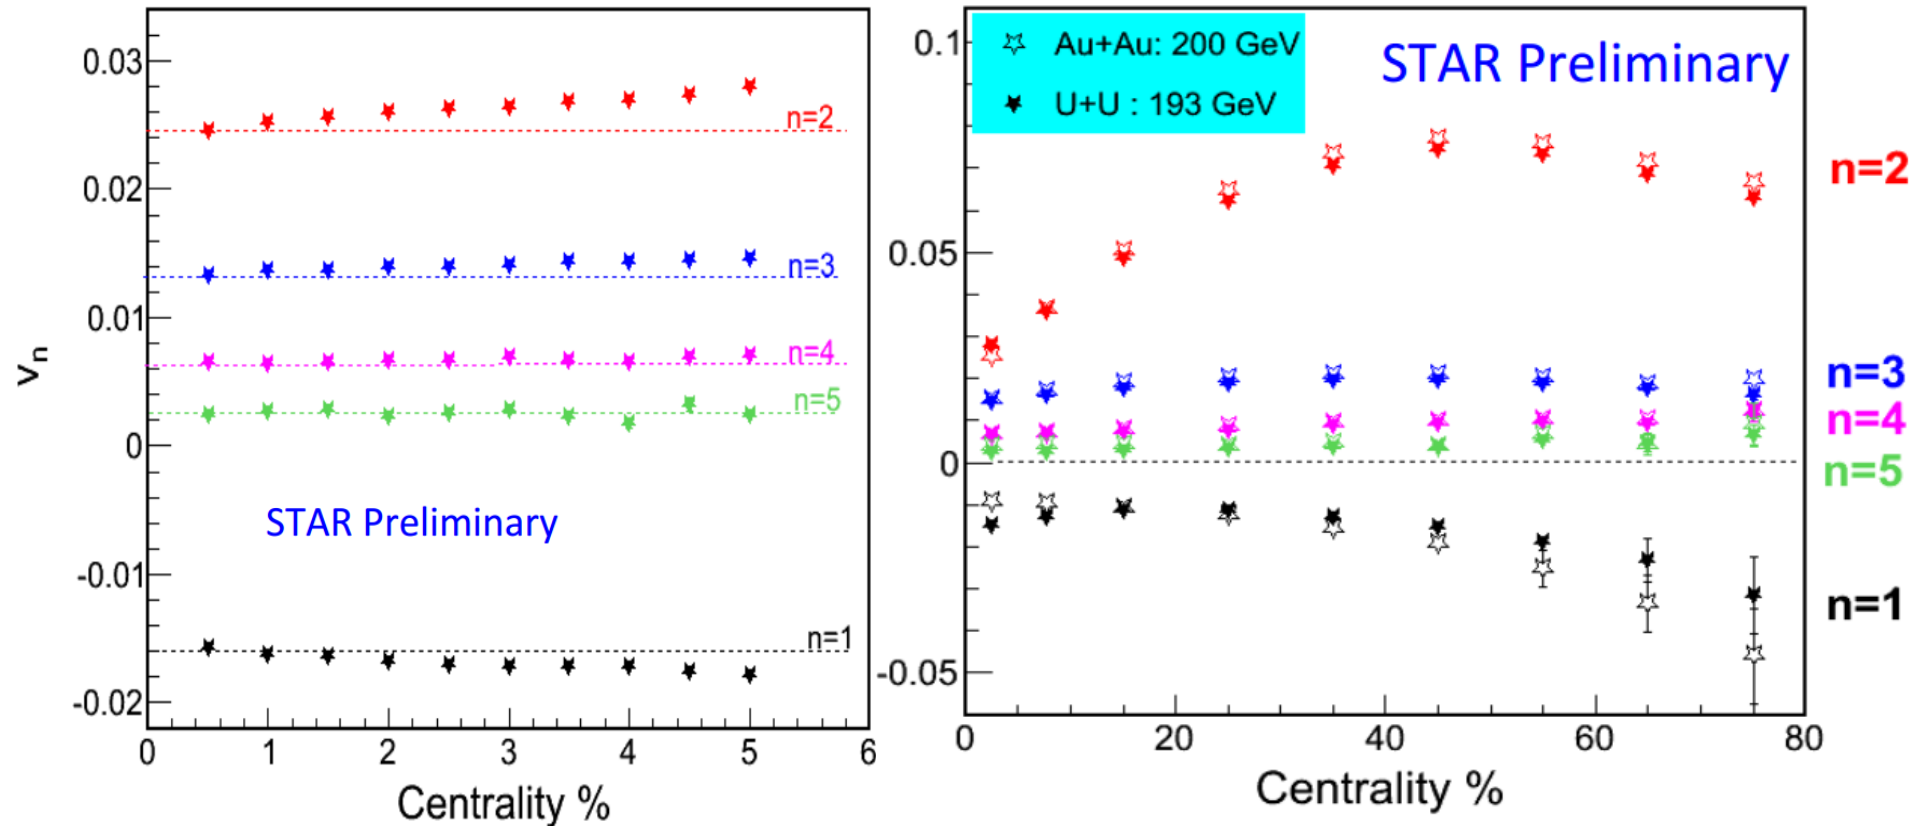 0.03
0.02
0.01
0
-0.01
-0.02
v_n
n=2
n=3
n=4
n=5
STAR Preliminary
n=1
0 1 2 3 4 5 6
Centrality %
0.1
0.05
0
-0.05
Au+Au: 200 GeV
U+U : 193 GeV
STAR Preliminary
n=2
n=3
n=4
n=5
n=1
0 20 40 60 80
Centrality %